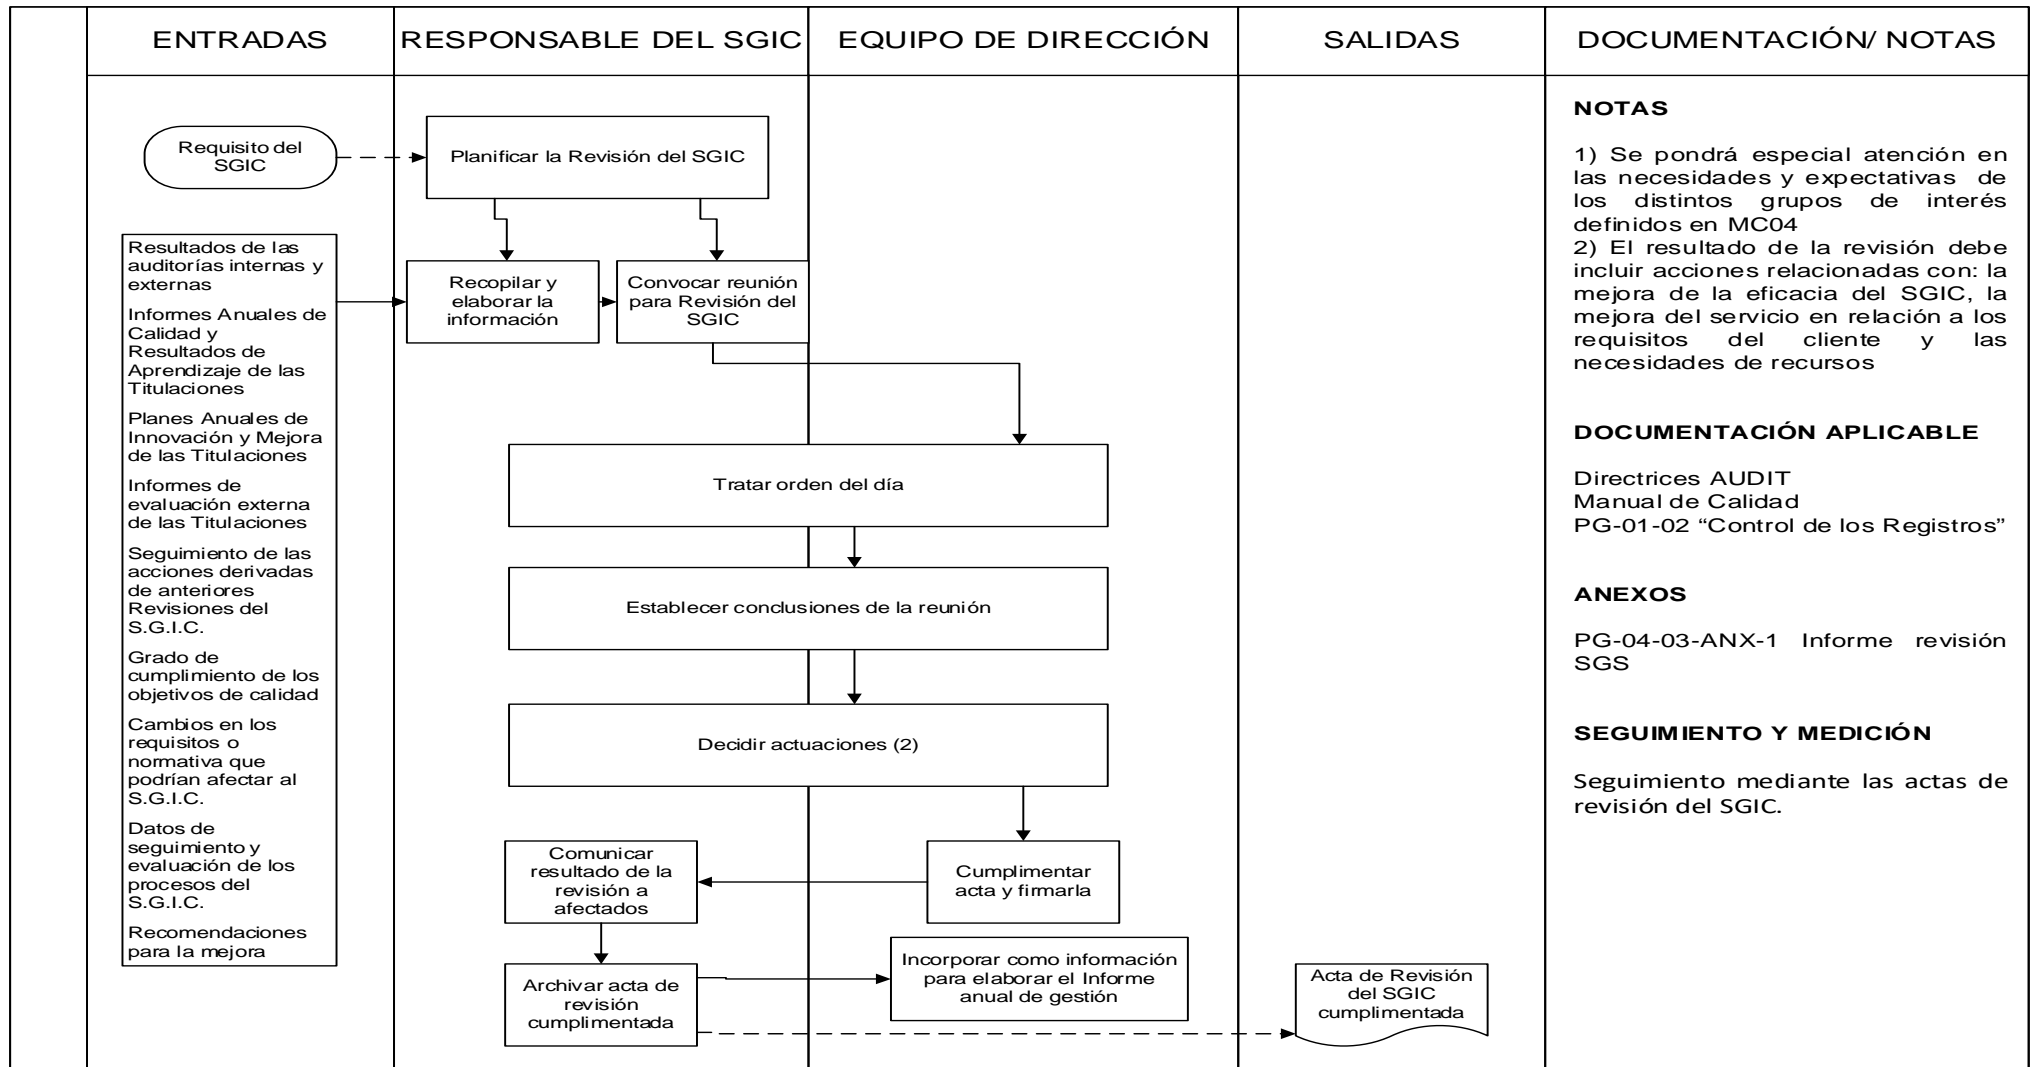 ENTRADAS
RESPONSABLE DEL SGIC
EQUIPO DE DIRECCIÓN
SALIDAS
DOCUMENTACIÓN/ NOTAS
Requisito del
SGIC
Resultados de las
auditorías internas y
externas
Informes Anuales de
Calidad y
Resultados de
Aprendizaje de las
Titulaciones
Planes Anuales de
Innovación y Mejora
de las Titulaciones
Informes de
evaluación externa
de las Titulaciones
Seguimiento de las
acciones derivadas
de anteriores
Revisiones del
S.G.I.C.
Grado de
cumplimiento de los
objetivos de calidad
Cambios en los
requisitos o
normativa que
podrían afectar al
S.G.I.C.
Datos de
seguimiento y
evaluación de los
procesos del
S.G.I.C.
Recomendaciones
para la mejora
Planificar la Revisión del SGIC
Recopilar y
elaborar la
información
Convocar reunión
para Revisión del
SGIC
Tratar orden del día
Establecer conclusiones de la reunión
Decidir actuaciones (2)
Cumplimentar
acta y firmarla
Comunicar
resultado de la
revisión a
afectados
Archivar acta de
revisión
cumplimentada
Incorporar como información
para elaborar el Informe
anual de gestión
Acta de Revisión
del SGIC
cumplimentada
NOTAS
1) Se pondrá especial atención en
las necesidades y expectativas de
los distintos grupos de interés
definidos en MC04
2) El resultado de la revisión debe
incluir acciones relacionadas con: la
mejora de la eficacia del SGIC, la
mejora del servicio en relación a los
requisitos del cliente y las
necesidades de recursos
DOCUMENTACIÓN APLICABLE
Directrices AUDIT
Manual de Calidad
PG-01-02 “Control de los Registros”
ANEXOS
PG-04-03-ANX-1 Informe revisión
SGS
SEGUIMIENTO Y MEDICIÓN
Seguimiento mediante las actas de
revisión del SGIC.